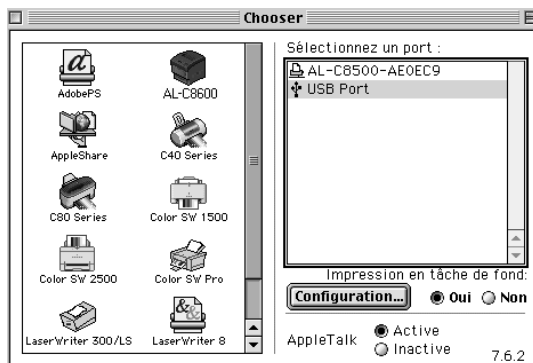 Chooser
AdobePS
AL-C8600
AppleShare
C40 Series
C80 Series
Color SW 1500
Color SW 2500
Color SW Pro
LaserWriter 300/LS
LaserWriter 8
Sélectionnez un port :
AL-C8500-AE0EC9
USB Port
Impression en tâche de fond:
Configuration...
Oui
Non
AppleTalk
Active
Inactive
7.6.2